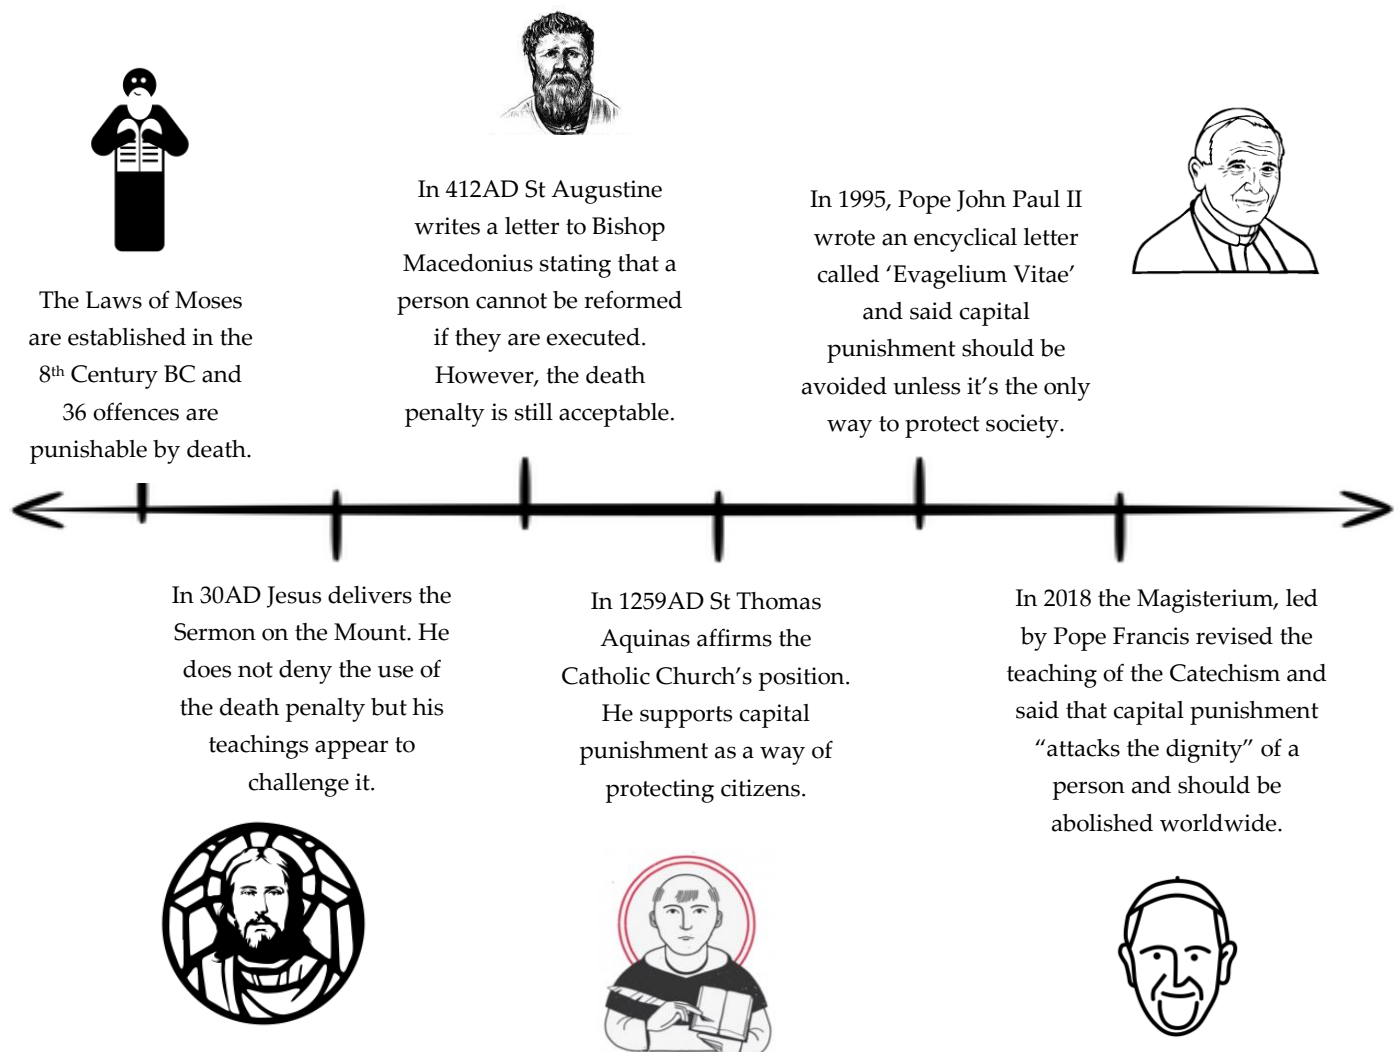 The Laws of Moses
are established in the
8th Century BC and
36 offences are
punishable by death.
In 30AD Jesus delivers the
Sermon on the Mount. He
does not deny the use of
the death penalty but his
teachings appear to
challenge it.
In 412AD St Augustine
writes a letter to Bishop
Macedonius stating that a
person cannot be reformed
if they are executed.
However, the death
penalty is still acceptable.
In 1259AD St Thomas
Aquinas affirms the
Catholic Church’s position.
He supports capital
punishment as a way of
protecting citizens.
In 1995, Pope John Paul II
wrote an encyclical letter
called ‘Evagelium Vitae’
and said capital
punishment should be
avoided unless it’s the only
way to protect society.
In 2018 the Magisterium, led
by Pope Francis revised the
teaching of the Catechism and
said that capital punishment
“attacks the dignity” of a
person and should be
abolished worldwide.